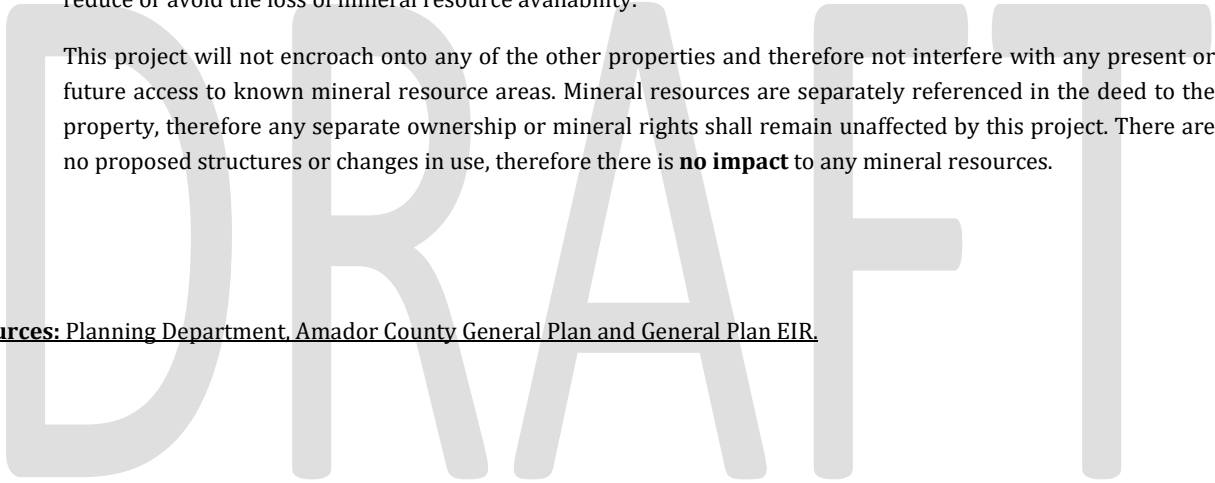 reduce or avoid the loss of mineral resource availability.
This project will not encroach onto any of the other properties and therefore not interfere with any present or
future access to known mineral resource areas. Mineral resources are separately referenced in the deed to the
property, therefore any separate ownership or mineral rights shall remain unaffected by this project. There are
no proposed structures or changes in use, therefore there is no impact to any mineral resources.
urces: Planning Department, Amador County General Plan and General Plan EIR.
DRAFT